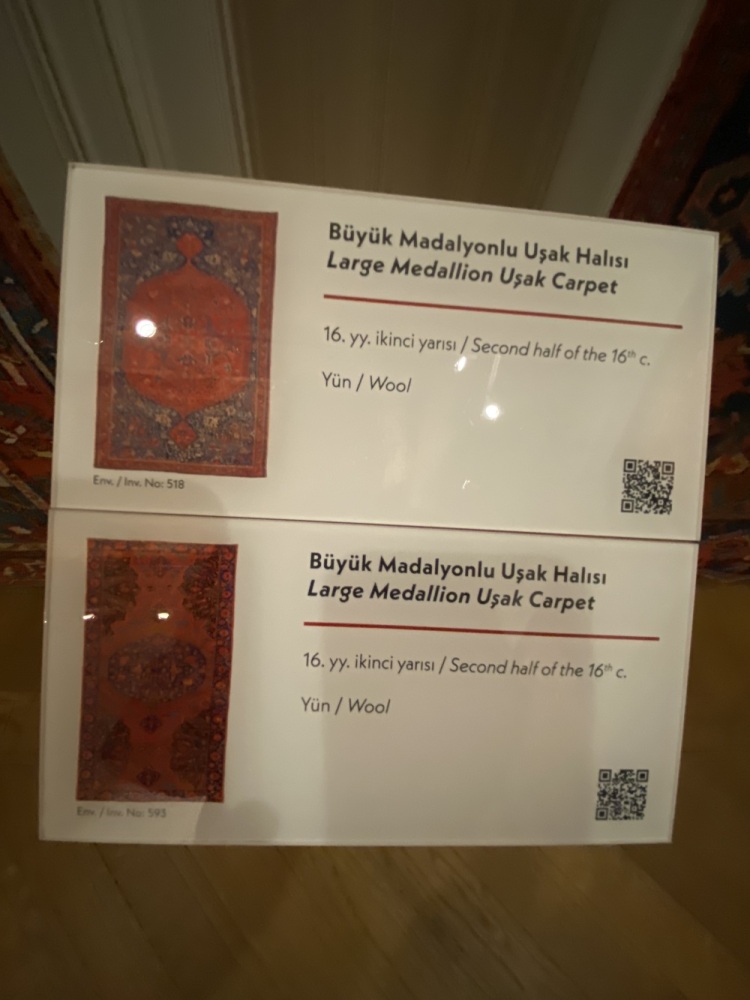 Büyük Madalyonlu Uşak Halısı
Large Medallion Uşak Carpet
16. yy. ikinci yarısı / Second half of the 16th c.
Yün / Wool
Env. / Inv. No: 518
Büyük Madalyonlu Uşak Halısı
Large Medallion Uşak Carpet
16. yy. ikinci yarısı / Second half of the 16th c.
Yün / Wool
Env. / Inv. No: 593